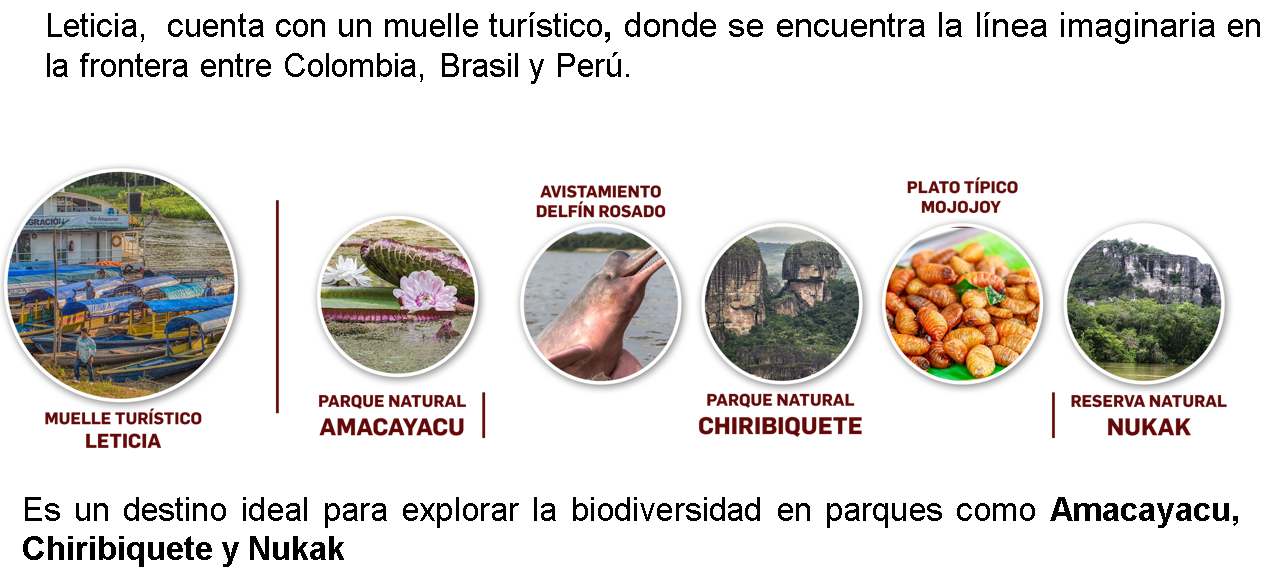 Leticia, cuenta con un muelle turístico, donde se encuentra la línea imaginaria en
la frontera entre Colombia, Brasil y Perú.
AVISTAMIENTO
DELFÍN ROSADO
PLATO TÍPICO
MOJOJOY
GRACIÓN
MUELLE TURÍSTICO
LETICIA
PARQUE NATURAL
AMACAYACU
PARQUE NATURAL
CHIRIBIQUETE
RESERVA NATURAL
NUKAK
Es un destino ideal para explorar la biodiversidad en parques como Amacayacu,
Chiribiquete y Nukak